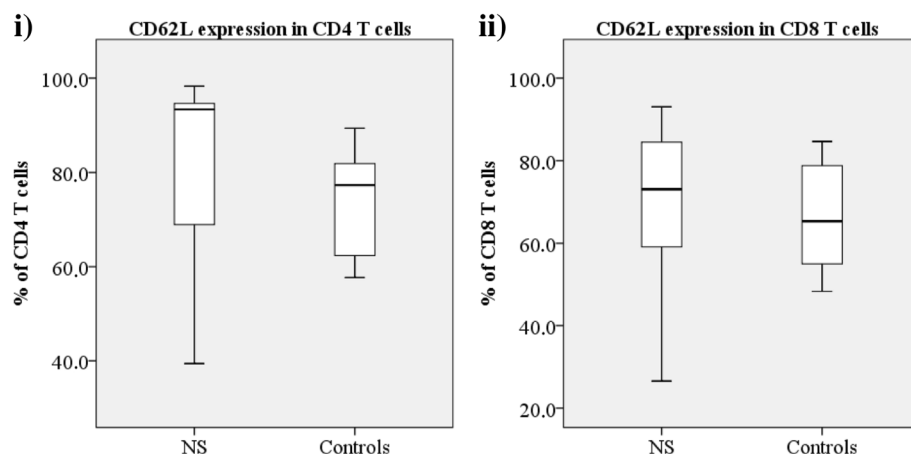 i)
CD62L expression in CD4 T cells
% of CD4 T cells
100.0
80.0
60.0
40.0
NS
Controls
ii)
CD62L expression in CD8 T cells
% of CD8 T cells
100.0
80.0
60.0
40.0
20.0
NS
Controls